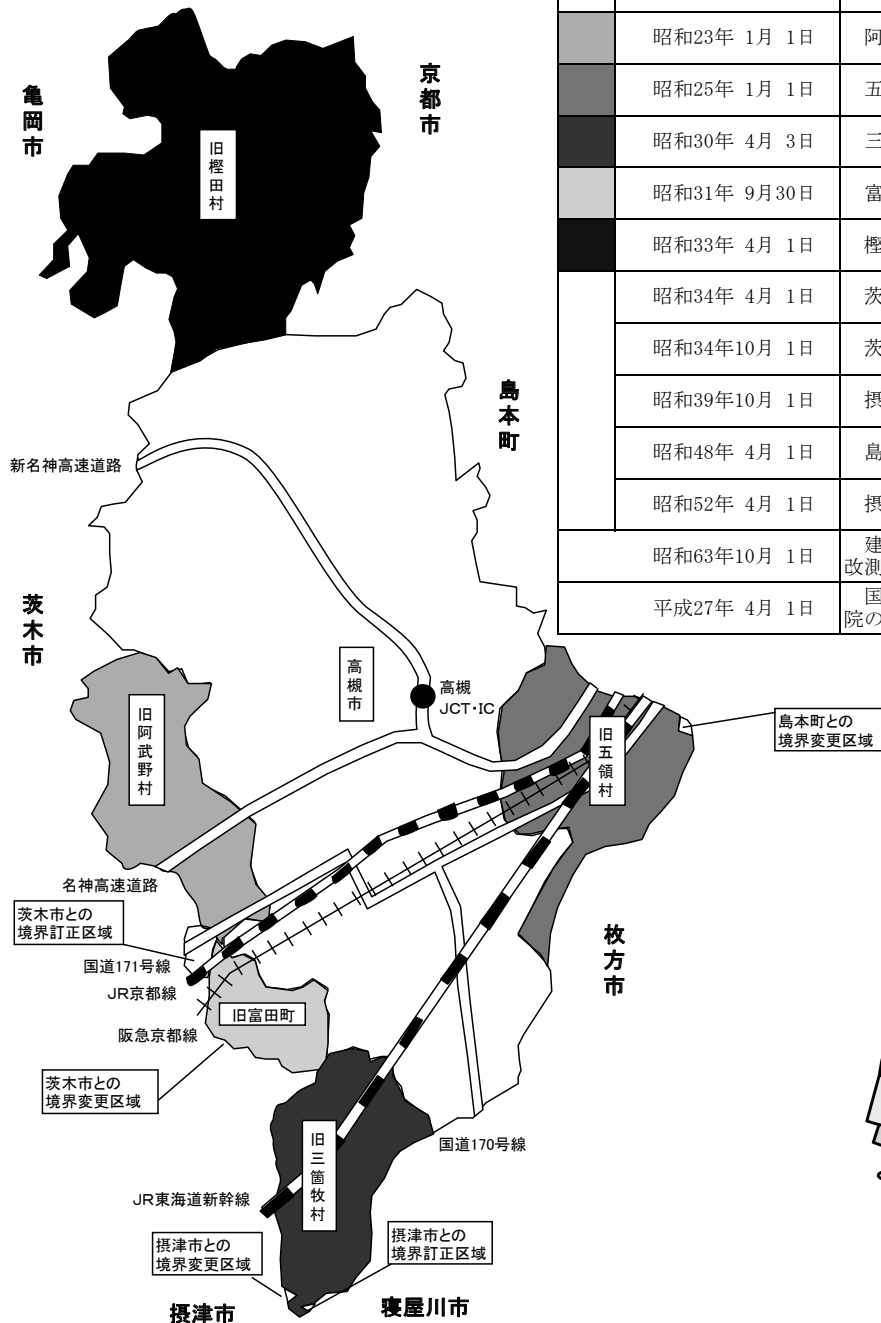 亀岡市
京都市
旧樫田村
島本町
新名神高速道路
茨木市
高槻市
高槻
JCT・IC
旧阿武野村
旧五領村
島本町との
境界変更区域
名神高速道路
茨木市との
境界訂正区域
国道171号線
JR京都線
阪急京都線
旧富田町
枚方市
茨木市との
境界変更区域
国道170号線
旧三箇牧村
JR東海道新幹線
摂津市との
境界変更区域
摂津市との
境界訂正区域
摂津市
寝屋川市
昭和23年 1月 1日 阿
昭和25年 1月 1日 五
昭和30年 4月 3日 三
昭和31年 9月30日 富
昭和33年 4月 1日 樫
昭和34年 4月 1日 茨
昭和34年10月 1日 茨
昭和39年10月 1日 摂
昭和48年 4月 1日 島
昭和52年 4月 1日 摂
昭和63年10月 1日 建
改測
平成27年 4月 1日 国
院の